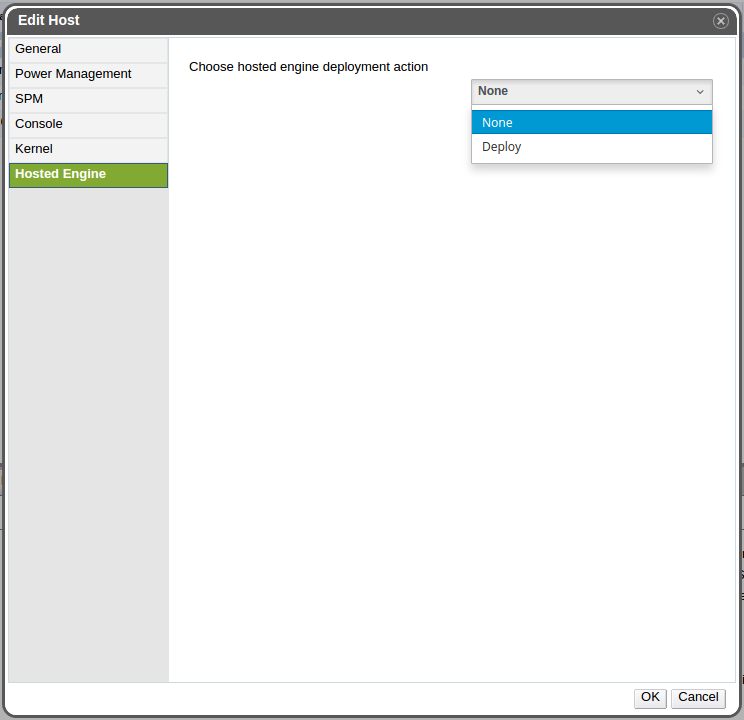 Edit Host
General
Power Management
SPM
Console
Kernel
Hosted Engine
Choose hosted engine deployment action
None
None
Deploy
OK
Cancel